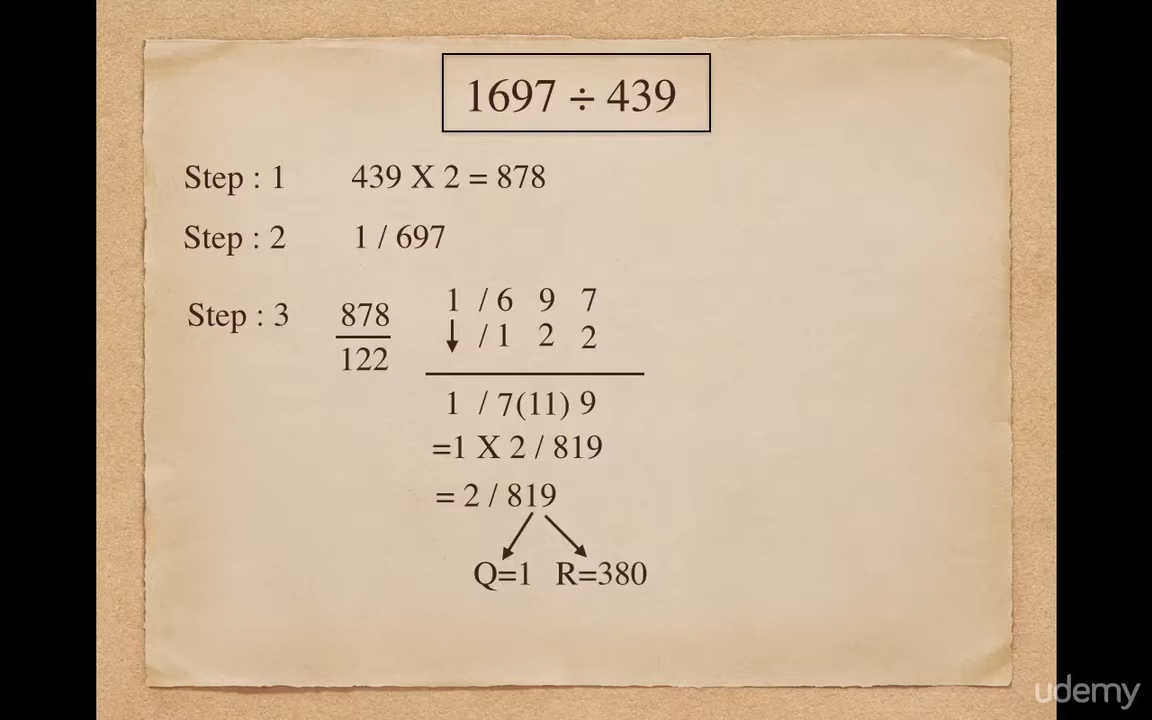 1697 ÷ 439
Step : 1 439 X 2 = 878
Step : 2 1 / 697
Step : 3 878
122
1 / 6 9 7
/ 1 2 2
1 / 7(11) 9
=1 X 2 / 819
= 2 / 819
Q=1 R=380
udemy